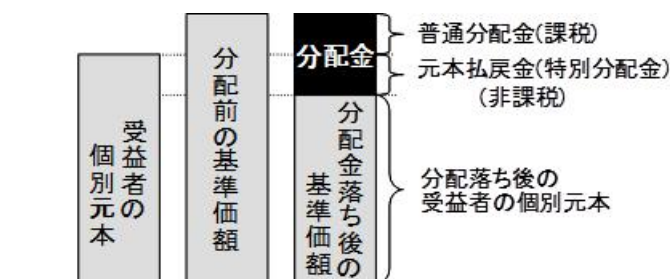 受益者の
個別元本
分配前の基準価額
分配金
分配金落ち後の
基準価額
普通分配金(課税)
元本払戻金(特別分配金)
(非課税)
分配落ち後の
受益者の個別元本